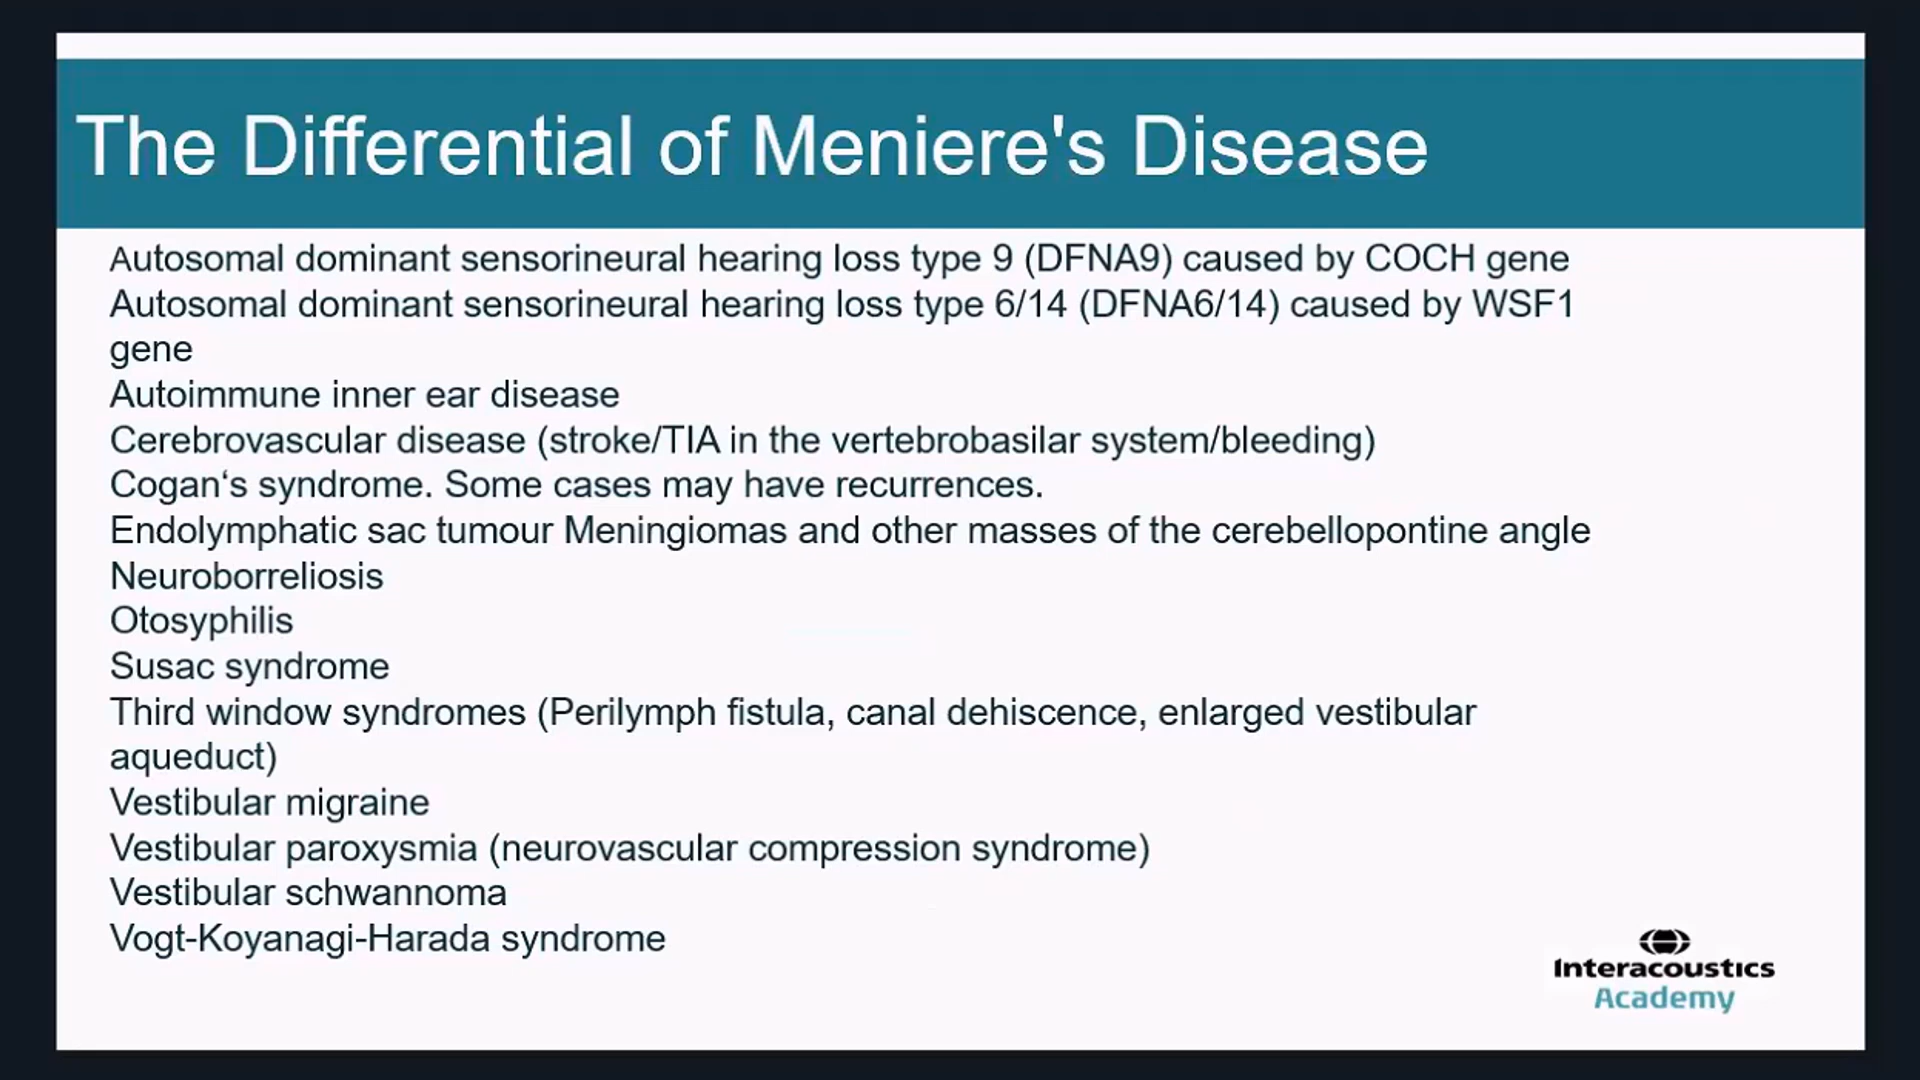 The Differential of Meniere's Disease
Autosomal dominant sensorineural hearing loss type 9 (DFNA9) caused by COCH gene
Autosomal dominant sensorineural hearing loss type 6/14 (DFNA6/14) caused by WSF1
gene
Autoimmune inner ear disease
Cerebrovascular disease (stroke/TIA in the vertebrobasilar system/bleeding)
Cogan‘s syndrome. Some cases may have recurrences.
Endolymphatic sac tumour Meningiomas and other masses of the cerebellopontine angle
Neuroborreliosis
Otosyphilis
Susac syndrome
Third window syndromes (Perilymph fistula, canal dehiscence, enlarged vestibular
aqueduct)
Vestibular migraine
Vestibular paroxysmia (neurovascular compression syndrome)
Vestibular schwannoma
Vogt-Koyanagi-Harada syndrome
Interacoustics
Academy